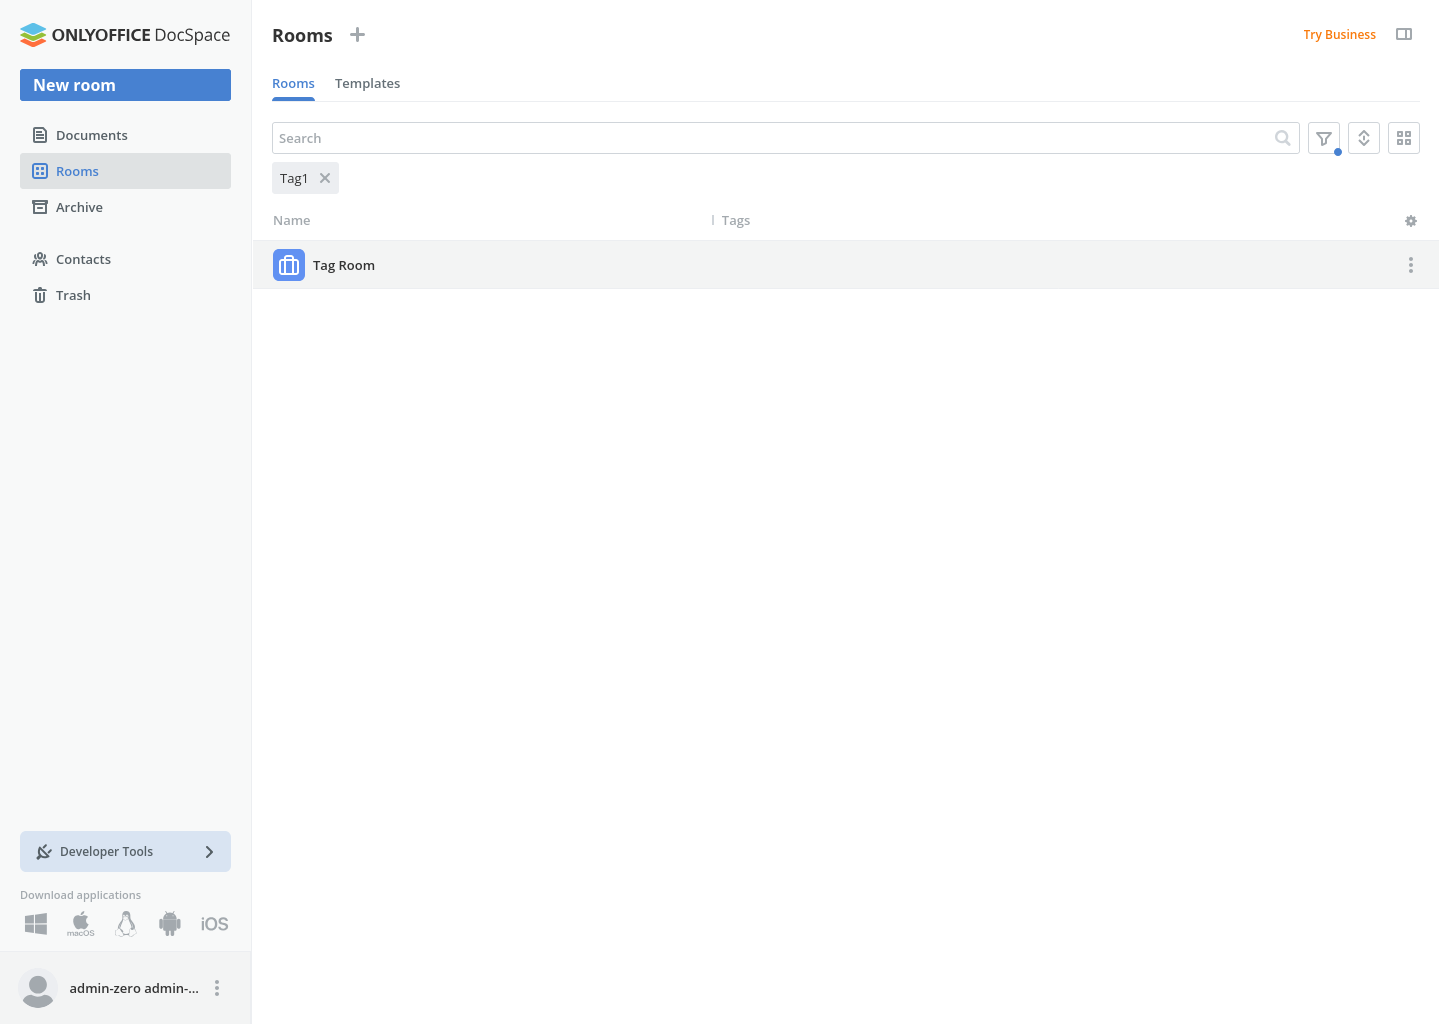 ONLYOFFICE DocSpace
New room
Documents
Rooms
Archive
Contacts
Trash
Developer Tools
Download applications
macOS
iOS
admin-zero admin-...
Rooms
Try Business
Rooms
Templates
Search
Tag1
Name
Tags
Tag Room